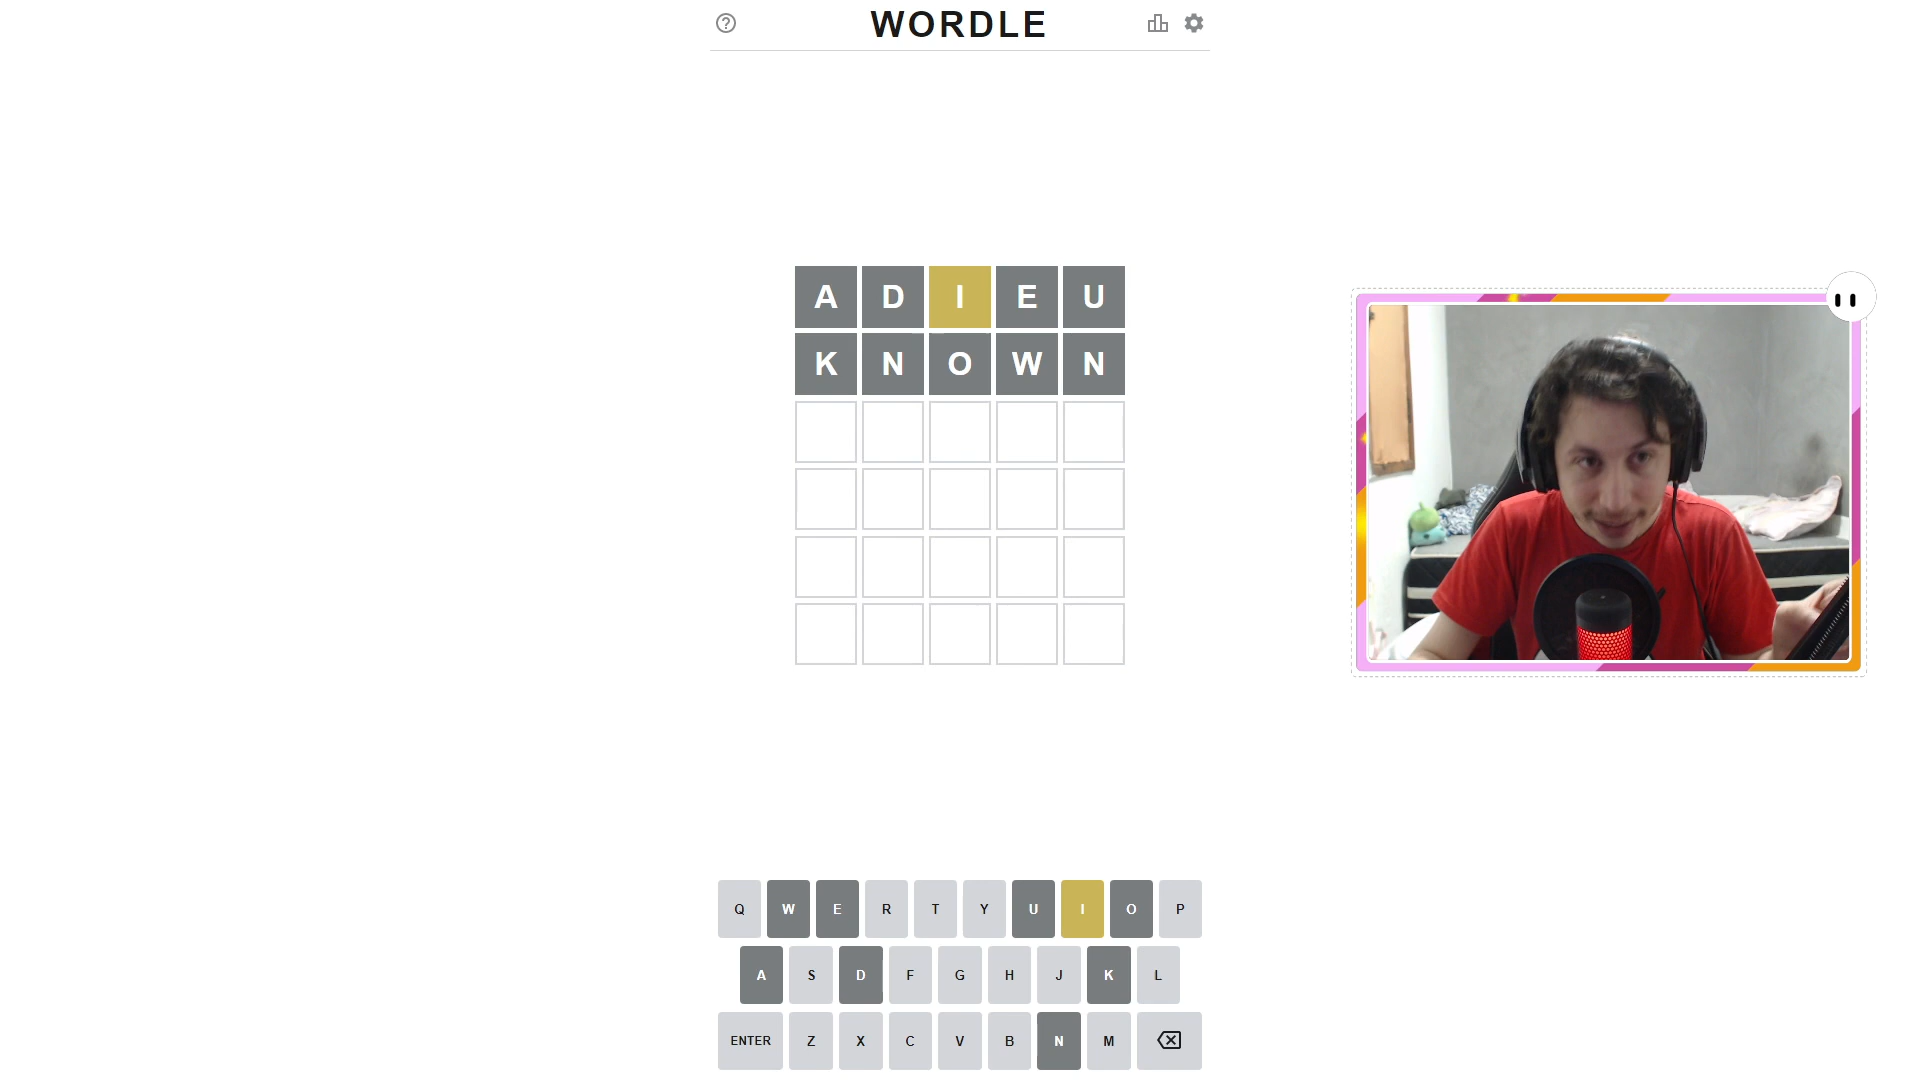 WORDLE
A D I E U
K N O W N
Q W E R T Y U I O P
A S D F G H J K L
ENTER Z X C V B N M